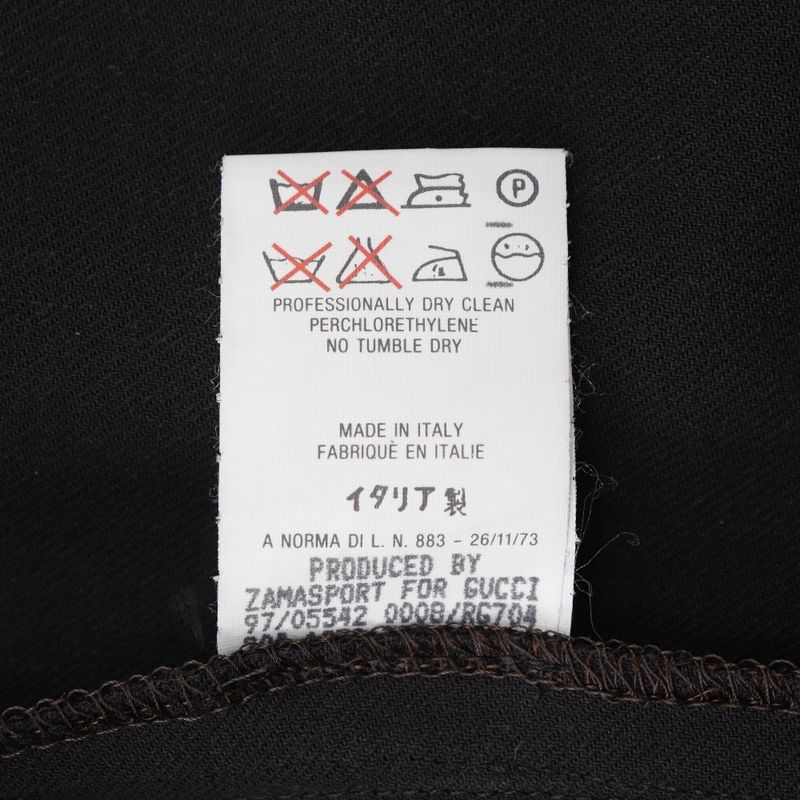 P
PROFESSIONALLY DRY CLEAN
PERCHLORETHYLENE
NO TUMBLE DRY
MADE IN ITALY
FABRIQUÈ EN ITALIE
イタリア製
A NORMA DI L. N. 883 - 26/11/73
PRODUCED BY
ZAMASPORT FOR GUCCI
97/05542 0008/R6704